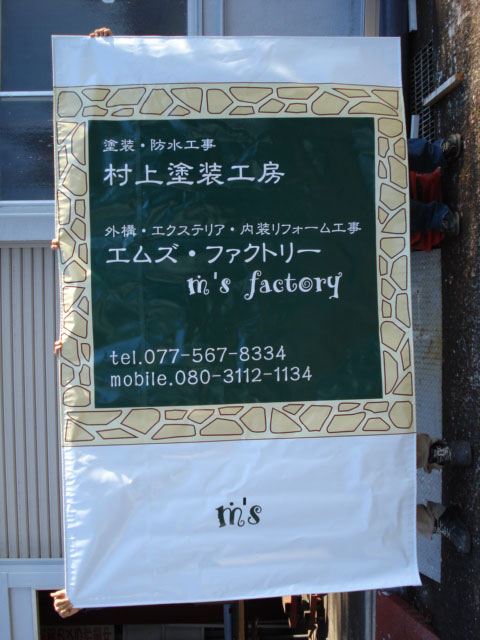 塗装・防水工事
村上塗装工房
外構・エクステリア・内装リフォーム工事
エムズ・ファクトリー
m's factory
tel.077-567-8334
mobile.080-3112-1134
m's